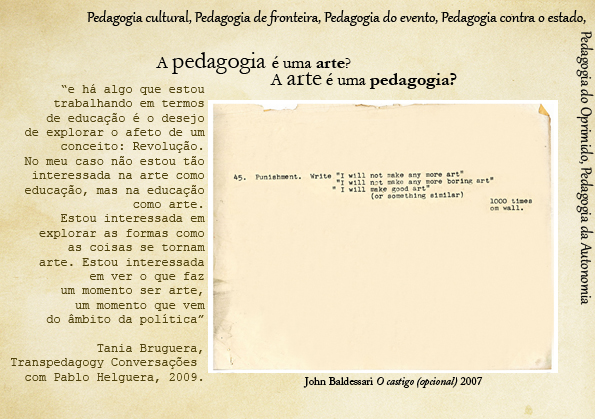 Pedagogia cultural, Pedagogia de fronteira, Pedagogia do evento, Pedagogia contra o estado,
Pedagogia do Oprimido, Pedagogia da Autonomia
A pedagogia é uma arte?
A arte é uma pedagogia?
“e há algo que estou
trabalhando em termos
de educação é o desejo
de explorar o afeto de um
conceito: Revolução.
No meu caso não estou tão
interessada na arte como
educação, mas na educação
como arte.
Estou interessada em
explorar as formas como
as coisas se tornam
arte. Estou interessada
em ver o que faz
um momento ser arte,
um momento que vem
do âmbito da política”
Tania Bruguera,
Transpedagogy Conversações
com Pablo Helguera, 2009.
45. Punishment. Write "I will not make any more art"
"I will not make any more boring art"
" I will make good art"
(or something similar)
1000 times
on wall.
John Baldessari O castigo (opcional) 2007